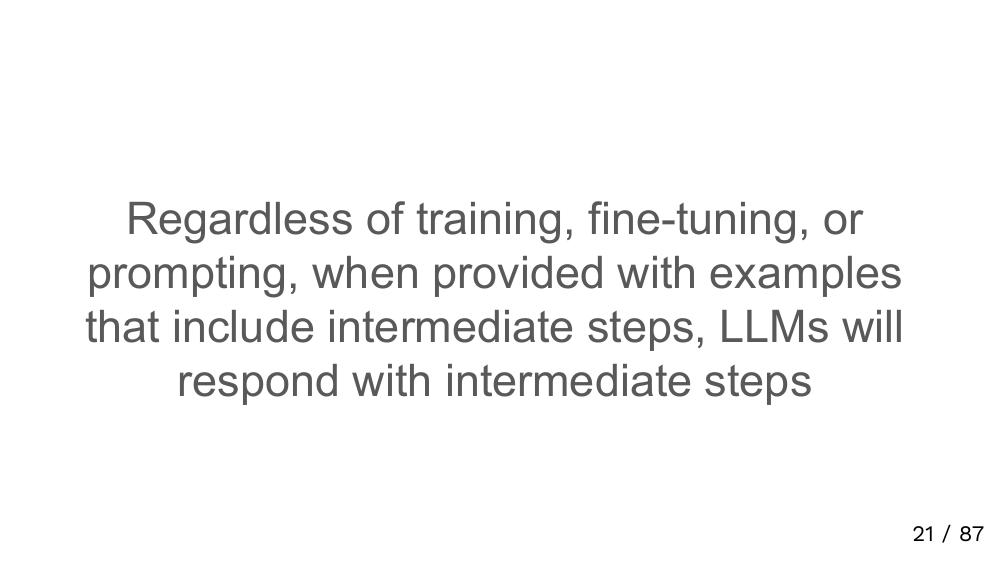 Regardless of training, fine-tuning, or
prompting, when provided with examples
that include intermediate steps, LLMs will
respond with intermediate steps
21 / 87